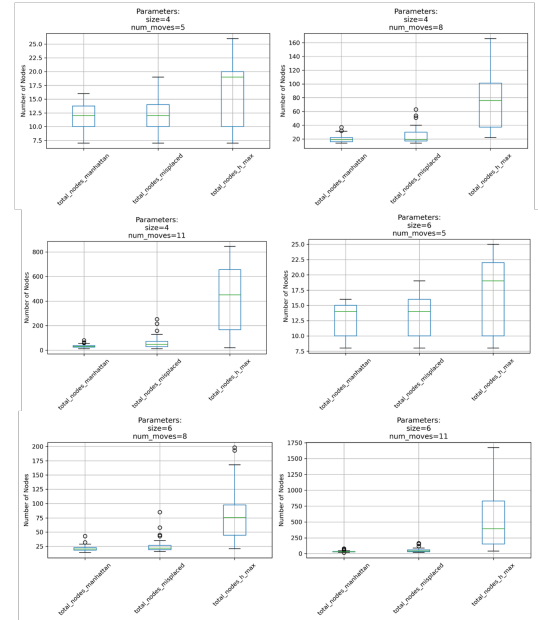 Parameters:
size=4
num_moves=5
Number of Nodes
25.0
22.5
20.0
17.5
15.0
12.5
10.0
7.5
total_nodes_manhattan
total_nodes_misplaced
total_nodes_h_max
Parameters:
size=4
num_moves=8
Number of Nodes
160
140
120
100
80
60
40
20
total_nodes_manhattan
total_nodes_misplaced
total_nodes_h_max
Parameters:
size=4
num_moves=11
Number of Nodes
800
600
400
200
0
total_nodes_manhattan
total_nodes_misplaced
total_nodes_h_max
Parameters:
size=6
num_moves=5
Number of Nodes
25.0
22.5
20.0
17.5
15.0
12.5
10.0
7.5
total_nodes_manhattan
total_nodes_misplaced
total_nodes_h_max
Parameters:
size=6
num_moves=8
Number of Nodes
200
175
150
125
100
75
50
25
total_nodes_manhattan
total_nodes_misplaced
total_nodes_h_max
Parameters:
size=6
num_moves=11
Number of Nodes
1750
1500
1250
1000
750
500
250
0
total_nodes_manhattan
total_nodes_misplaced
total_nodes_h_max